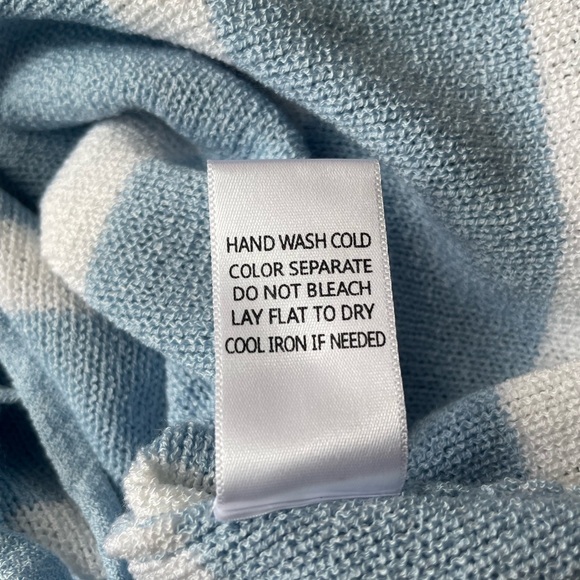 HAND WASH COLD
COLOR SEPARATE
DO NOT BLEACH
LAY FLAT TO DRY
COOL IRON IF NEEDED